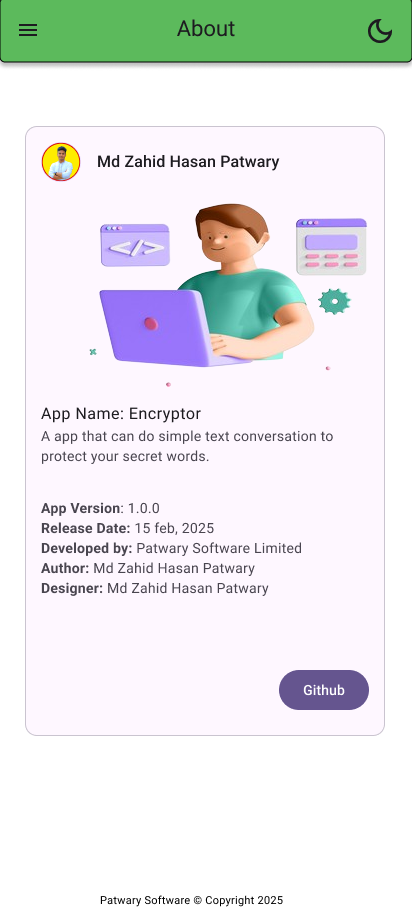 About
Md Zahid Hasan Patwary
</>
App Name: Encryptor
A app that can do simple text conversation to
protect your secret words.
App Version: 1.0.0
Release Date: 15 feb, 2025
Developed by: Patwary Software Limited
Author: Md Zahid Hasan Patwary
Designer: Md Zahid Hasan Patwary
Github
Patwary Software © Copyright 2025